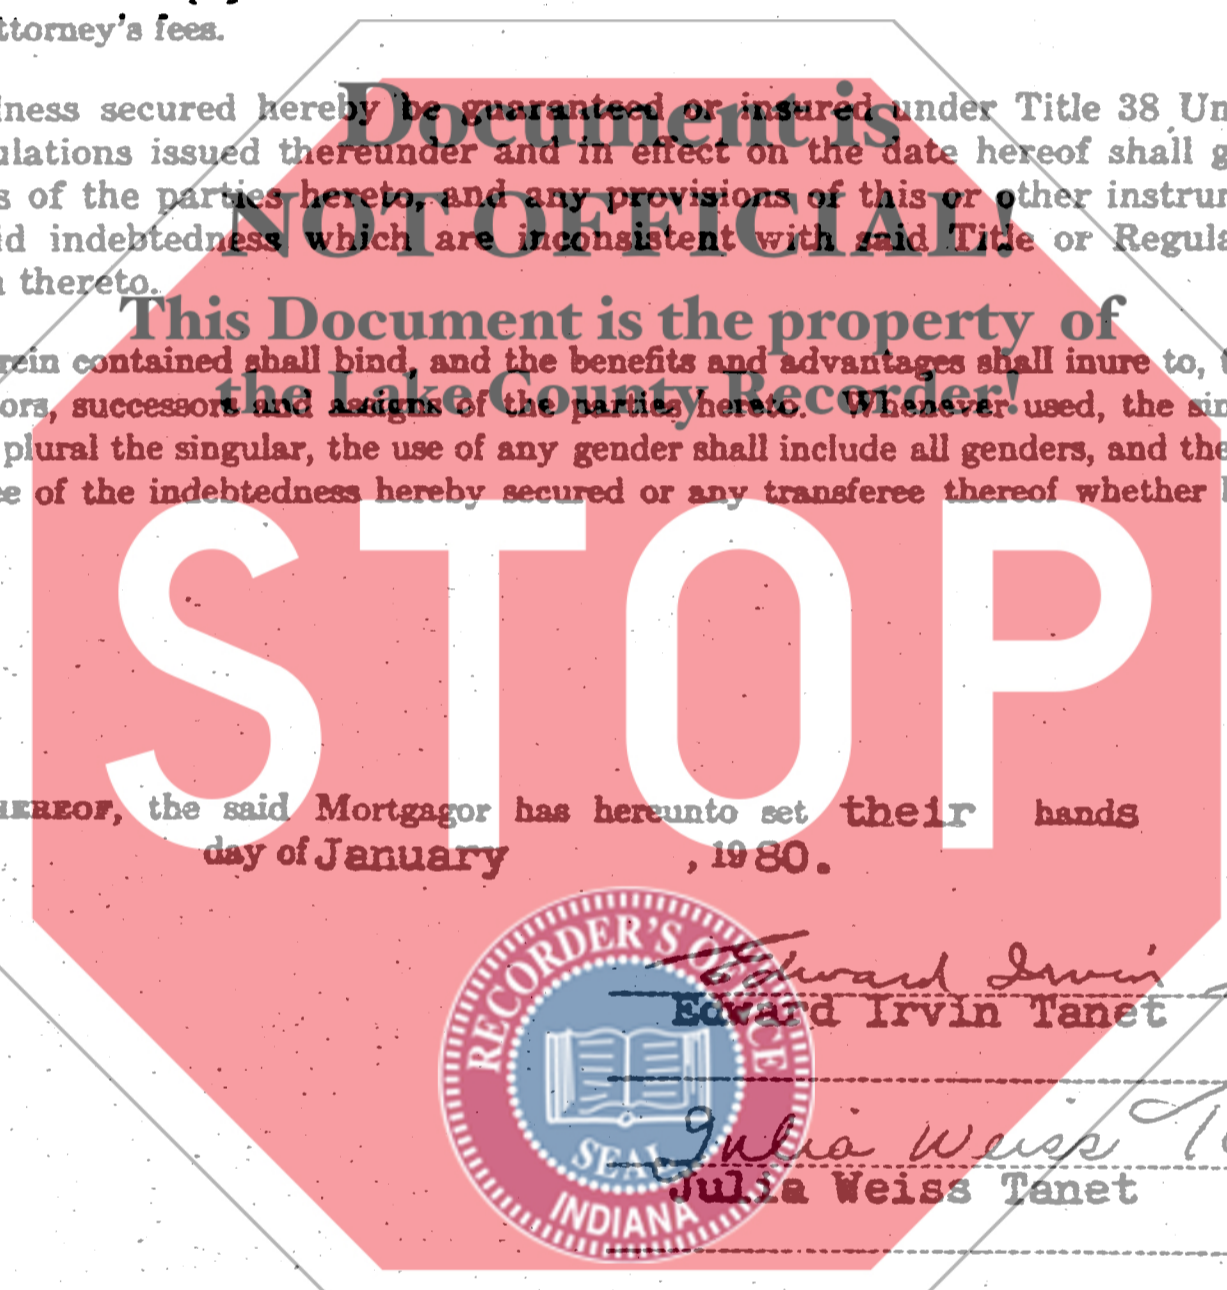 ttorney's fees.
Document is
ness secured hereby be guaranteed or insured under Title 38 Un
ulations issued thereunder and in effect on the date hereof shall g
s of the parties hereto, and any provisions of this or other instrum
NOT OFFICIAL!
id indebtedness which are inconsistent with said Title or Regula
thereto.
This Document is the property of
rein contained shall bind, and the benefits and advantages shall inure to, t
the Lake County Recorder!
ors, successors and assigns of the parties hereto. Whenever used, the sin
plural the singular, the use of any gender shall include all genders, and the
e of the indebtedness hereby secured or any transferee thereof whether
STOP
HEREOF, the said Mortgagor has hereunto set their hands
day of January , 1980.
RECORDER'S OFFICE
Edward Irvin
Edward Irvin Tanet
Julia Weiss
SEAL
Julia Weiss Tanet
INDIANA